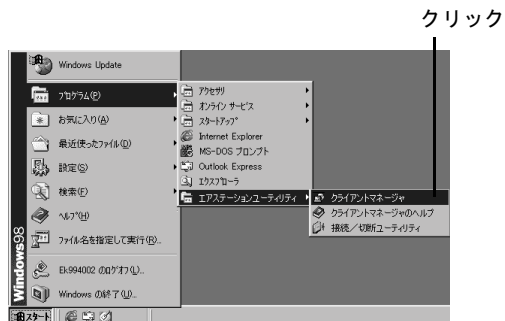 クリック
Windows Update
プログラム(P)
お気に入り(A)
最近使ったファイル(D)
設定(S)
検索(F)
ヘルプ(H)
ファイル名を指定して実行(R)...
Ek994002 のログオフ(L)...
Windows の終了(U)...
Windows98
アクセサリ
オンライン サービス
スタートアップ
Internet Explorer
MS-DOS プロンプト
Outlook Express
エクスプローラ
エアステーションユーティリティ
クライアントマネージャ
クライアントマネージャのヘルプ
接続/切断ユーティリティ
スタート